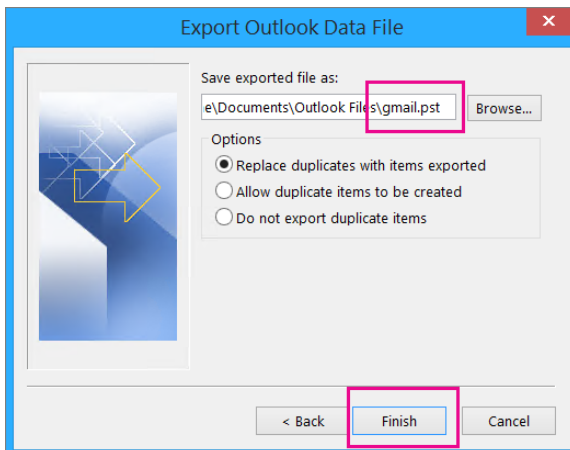 Export Outlook Data File
Save exported file as:
e\Documents\Outlook Files\gmail.pst
Browse...
Options
Replace duplicates with items exported
Allow duplicate items to be created
Do not export duplicate items
< Back
Finish
Cancel